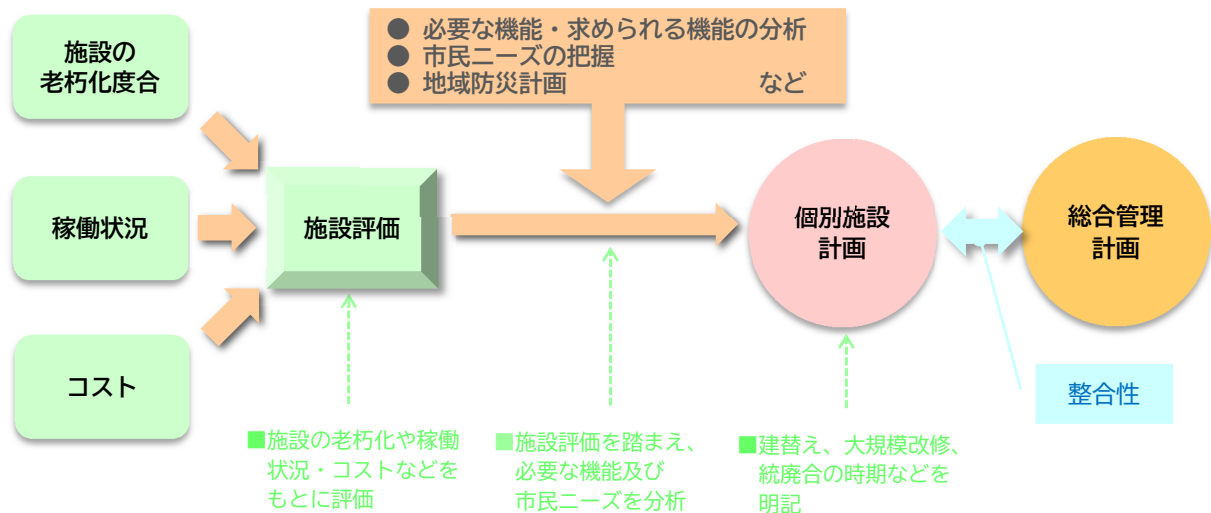 施設の
老朽化度合
稼働状況
コスト
● 必要な機能・求められる機能の分析
● 市民ニーズの把握
● 地域防災計画 など
施設評価
個別施設
計画
総合管理
計画
整合性
■施設の老朽化や稼働
状況・コストなどを
もとに評価
■施設評価を踏まえ、
必要な機能及び
市民ニーズを分析
■建替え、大規模改修、
統廃合の時期などを
明記